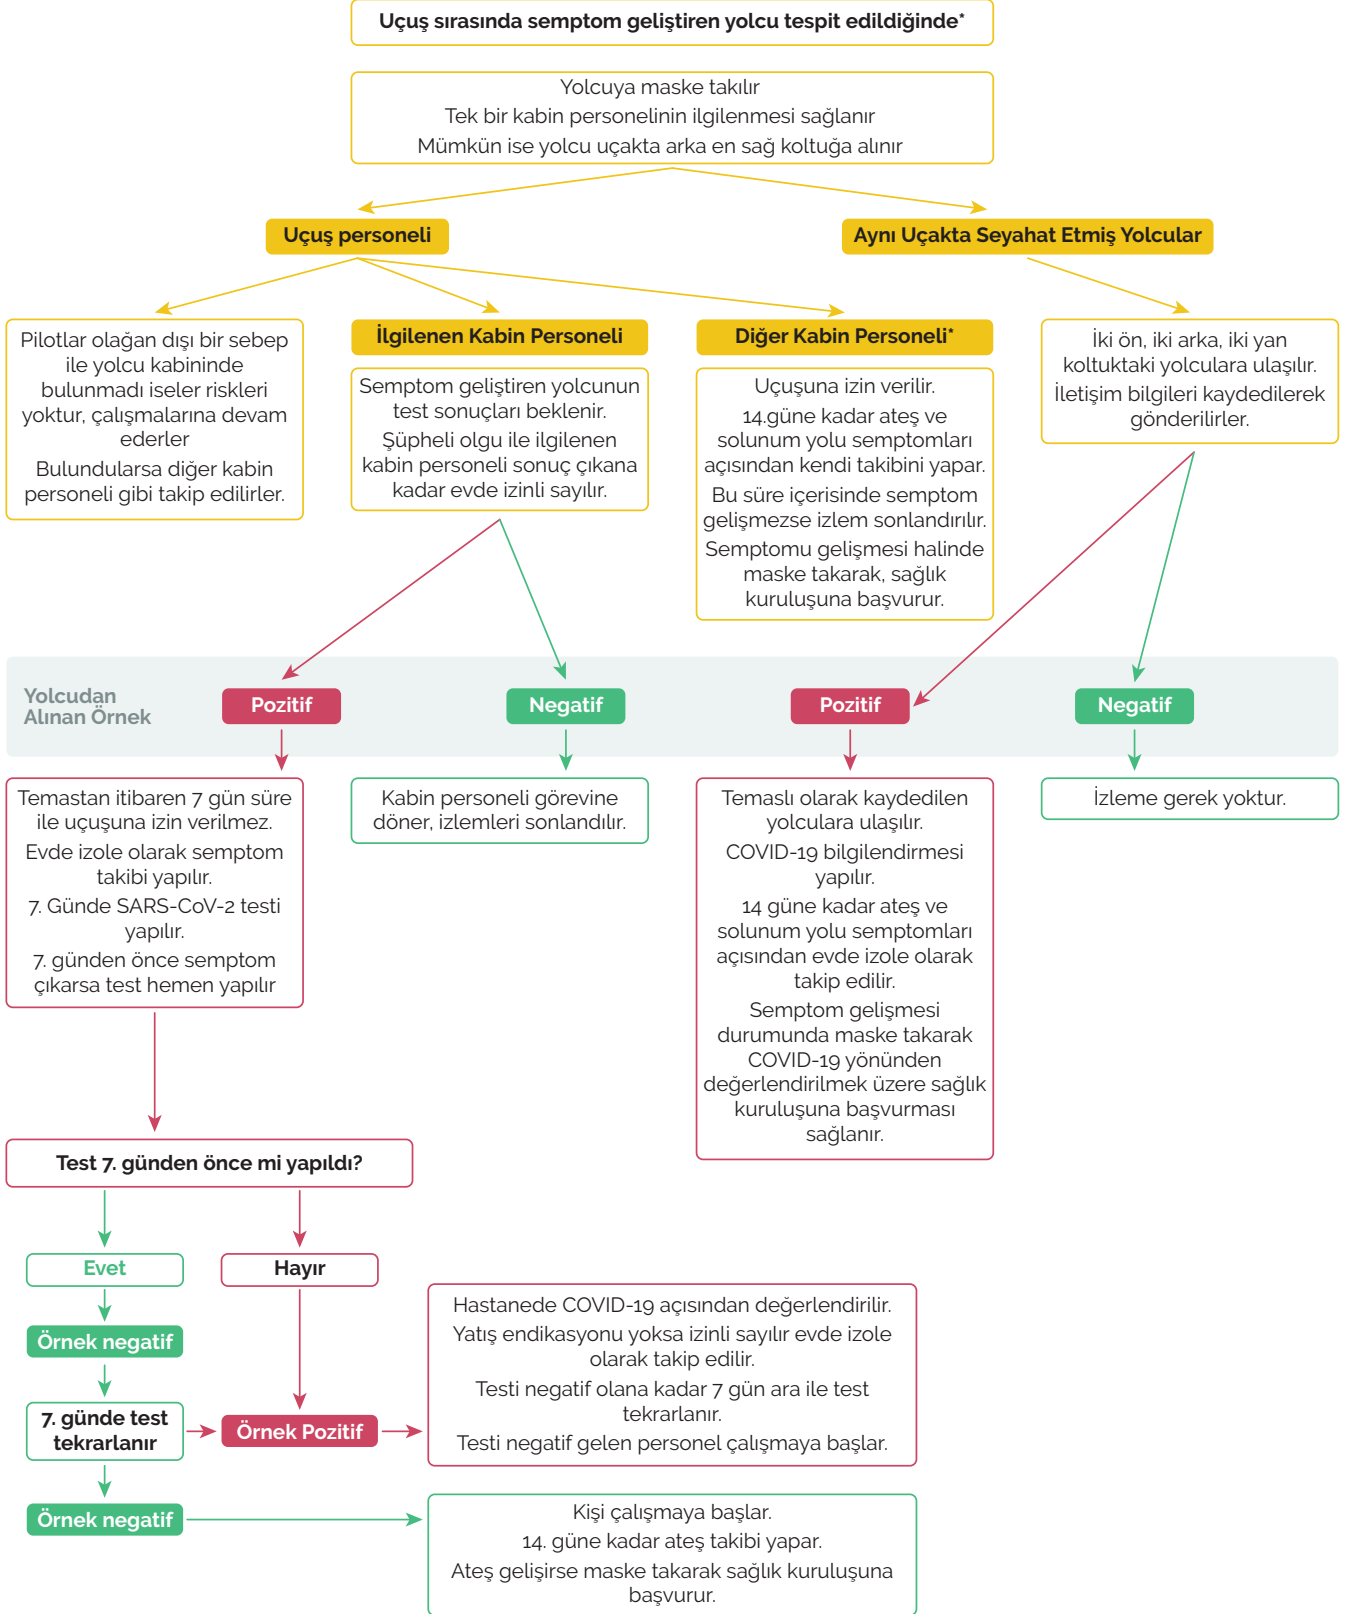 Uçuş sırasında semptom geliştiren yolcu tespit edildiğinde*
Yolcuya maske takılır
Tek bir kabin personelinin ilgilenmesi sağlanır
Mümkün ise yolcu uçakta arka en sağ koltuğa alınır
Uçuş personeli
Aynı Uçakta Seyahat Etmiş Yolcular
Pilotlar olağan dışı bir sebep
ile yolcu kabininde
bulunmadı iseler riskleri
yoktur, çalışmalarına devam
ederler
Bulundularsa diğer kabin
personeli gibi takip edilirler.
İlgilenen Kabin Personeli
Semptom geliştiren yolcunun
test sonuçları beklenir.
Şüpheli olgu ile ilgilenen
kabin personeli sonuç çıkana
kadar evde izinli sayılır.
Diğer Kabin Personeli*
Uçuşuna izin verilir.
14.güne kadar ateş ve
solunum yolu semptomları
açısından kendi takibini yapar.
Bu süre içerisinde semptom
gelişmezse izlem sonlandırılır.
Semptomu gelişmesi halinde
maske takarak, sağlık
kuruluşuna başvurur.
İki ön, iki arka, iki yan
koltuktaki yolculara ulaşılır.
İletişim bilgileri kaydedilerek
gönderilirler.
Yolcudan
Alınan Örnek
Pozitif
Negatif
Pozitif
Negatif
Temastan itibaren 7 gün süre
ile uçuşuna izin verilmez.
Evde izole olarak semptom
takibi yapılır.
7. Günde SARS-CoV-2 testi
yapılır.
7. günden önce semptom
çıkarsa test hemen yapılır
Kabin personeli görevine
döner, izlemleri sonlandılır.
Temaslı olarak kaydedilen
yolculara ulaşılır.
COVID-19 bilgilendirmesi
yapılır.
14 güne kadar ateş ve
solunum yolu semptomları
açısından evde izole olarak
takip edilir.
Semptom gelişmesi
durumunda maske takarak
COVID-19 yönünden
değerlendirilmek üzere sağlık
kuruluşuna başvurması
sağlanır.
İzleme gerek yoktur.
Test 7. günden önce mi yapıldı?
Evet
Hayır
Örnek negatif
7. günde test
tekrarlanır
Örnek Pozitif
Hastanede COVID-19 açısından değerlendirilir.
Yatış endikasyonu yoksa izinli sayılır evde izole
olarak takip edilir.
Testi negatif olana kadar 7 gün ara ile test
tekrarlanır.
Testi negatif gelen personel çalışmaya başlar.
Örnek negatif
Kişi çalışmaya başlar.
14. güne kadar ateş takibi yapar.
Ateş gelişirse maske takarak sağlık kuruluşuna
başvurur.